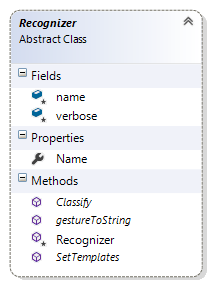 Recognizer
Abstract Class
Fields
name
verbose
Properties
Name
Methods
Classify
gestureToString
Recognizer
SetTemplates